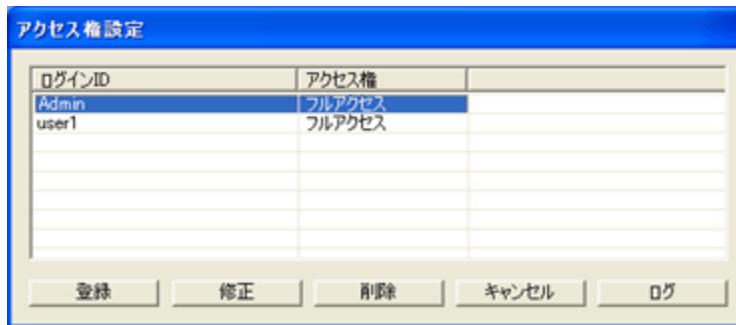 アクセス権設定
ログインID アクセス権
Admin フルアクセス
user1 フルアクセス
登録 修正 削除 キャンセル ログ